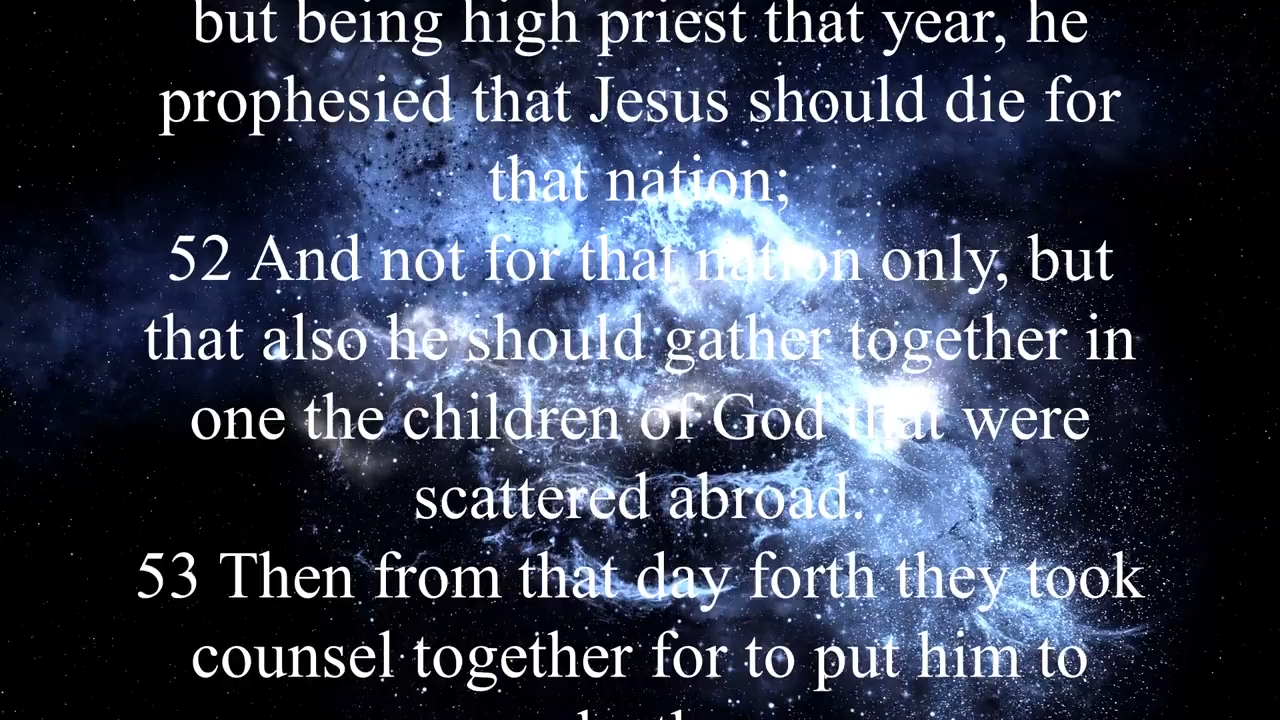 but being high priest that year, he
prophesied that Jesus should die for
that nation;
52 And not for that nation only, but
that also he should gather together in
one the children of God that were
scattered abroad.
53 Then from that day forth they took
counsel together for to put him to